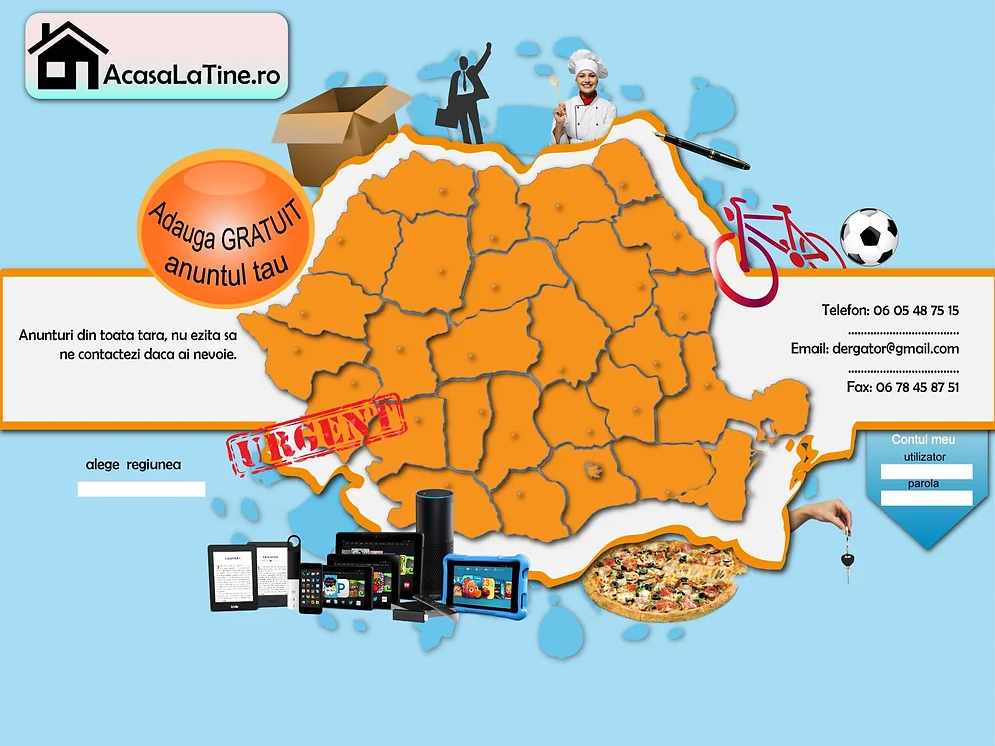 AcasaLaTine.ro
Adauga GRATUIT
anuntul tau
Anunturi din toata tara, nu ezita sa
ne contactezi daca ai nevoie.
Telefon: 06 05 48 75 15
...................................
Email: dergator@gmail.com
...................................
Fax: 06 78 45 87 51
URGENT
alege regiunea
Contul meu
utilizator
parola